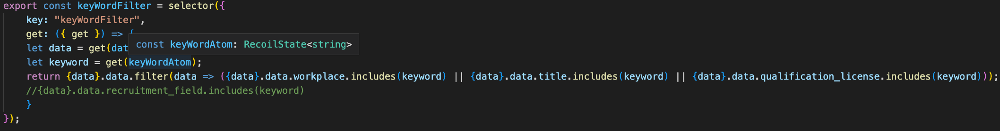 export const keyWordFilter = selector({
key: "keyWordFilter",
get: ({ get }) => {
const keyWordAtom: RecoilState<string>
let data = get(dat
let keyword = get(keyWordAtom);
return {data}.data.filter(data => ({data}.data.workplace.includes(keyword) || {data}.data.title.includes(keyword) || {data}.data.qualification_license.includes(keyword)));
//{data}.data.recruitment_field.includes(keyword)
}
});